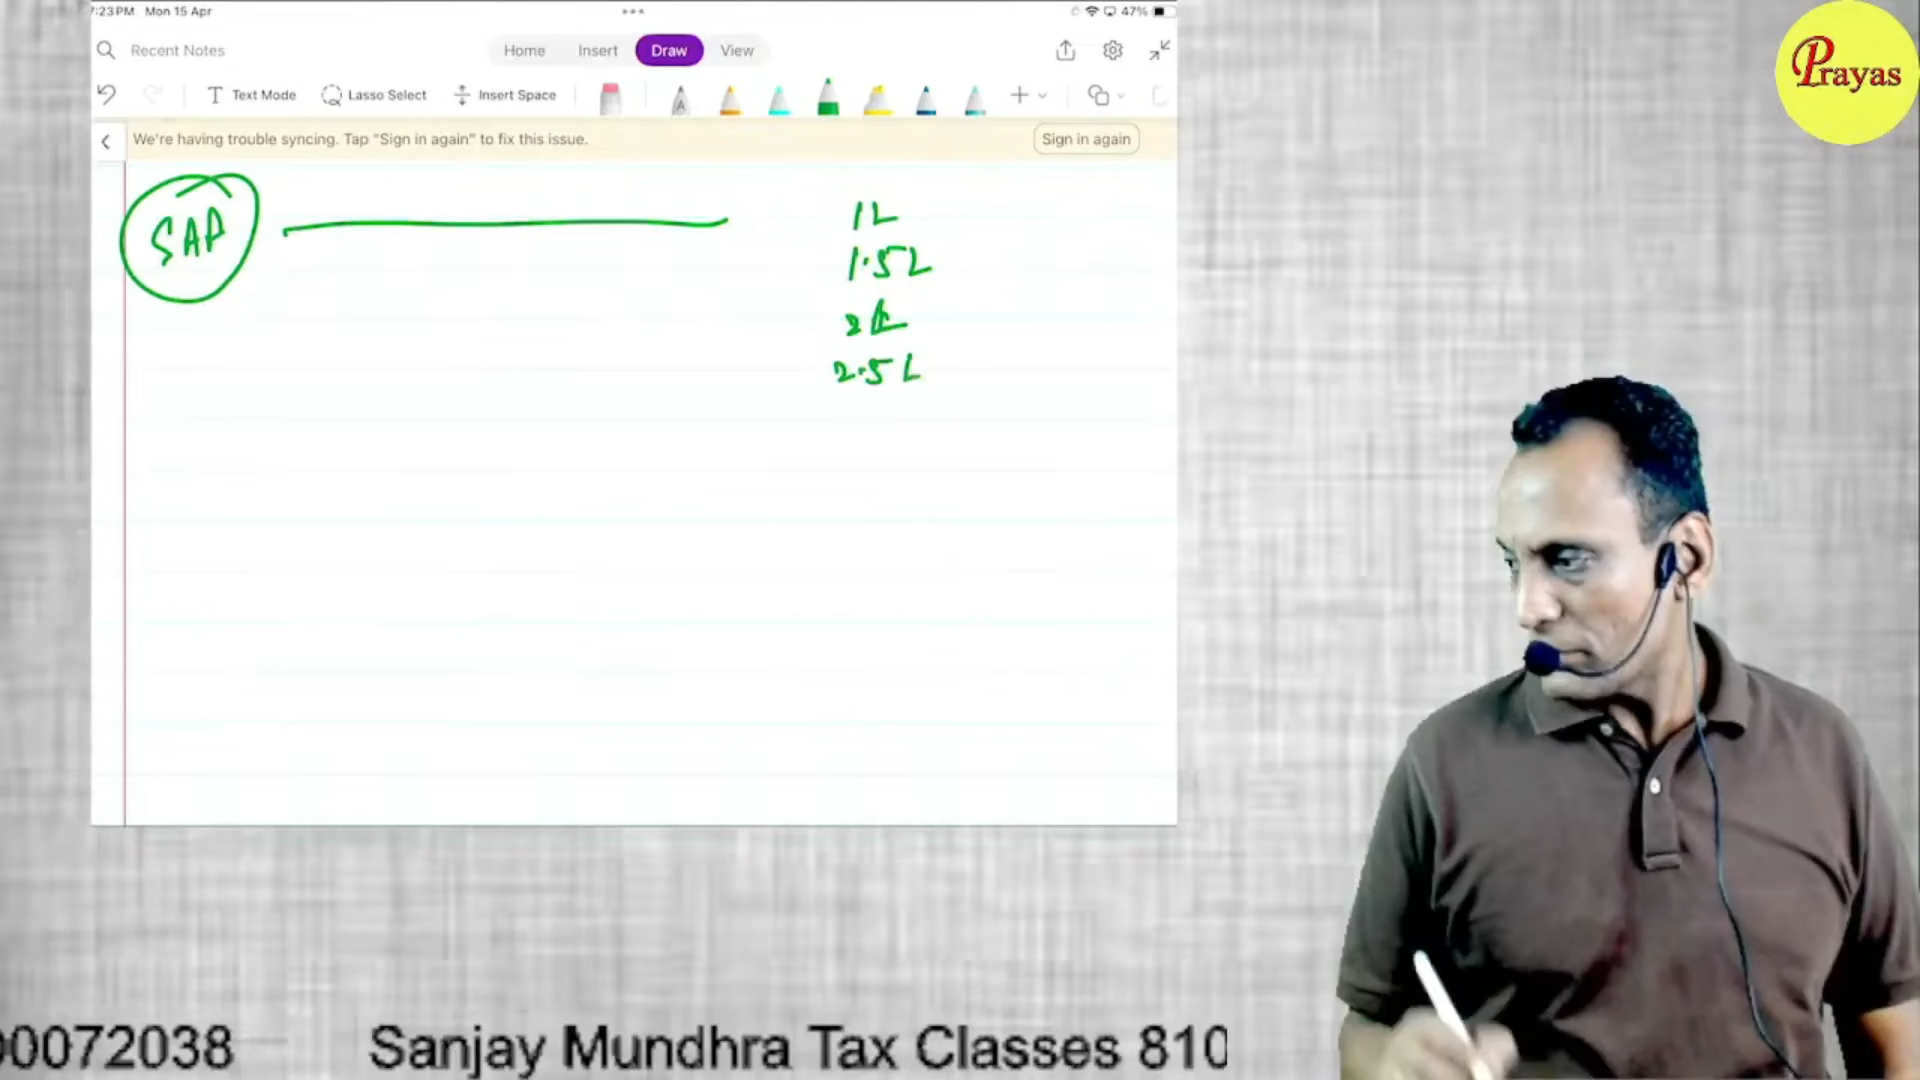 7:23PM Mon 15 Apr
47%
Recent Notes
Home Insert Draw View
Text Mode Lasso Select Insert Space
We're having trouble syncing. Tap "Sign in again" to fix this issue.
Sign in again
Prayas
SAP
1L
1.5L
2L
2.5L
00072038 Sanjay Mundhra Tax Classes 810